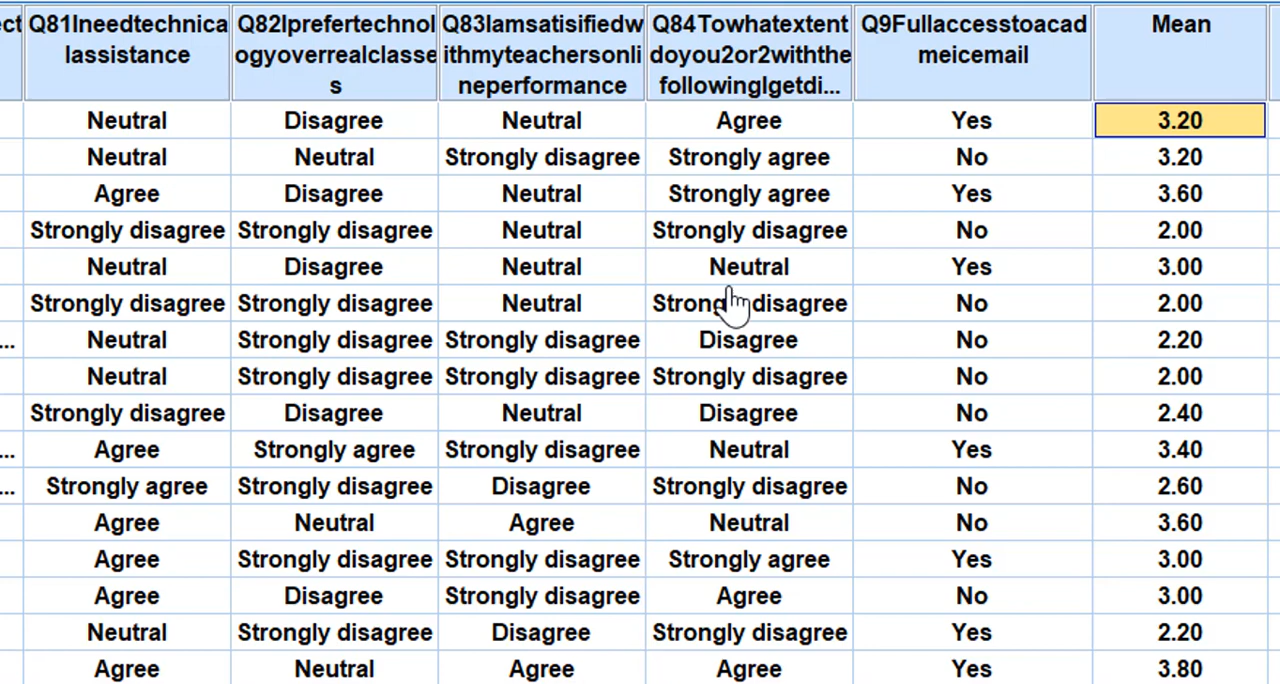 ect Q81Ineedtechnica Q82Iprefertechnol Q83Iamsatisifiedw Q84Towhatextent Q9Fullaccesstoacad Mean
lassistance ogyoverrealclasse ithmyteachersonli doyou2or2withthe meicemail
s neperformance followingIgetdi...
Neutral Disagree Neutral Agree Yes 3.20
Neutral Neutral Strongly disagree Strongly agree No 3.20
Agree Disagree Neutral Strongly agree Yes 3.60
Strongly disagree Strongly disagree Neutral Strongly disagree No 2.00
Neutral Disagree Neutral Neutral Yes 3.00
Strongly disagree Strongly disagree Neutral Strongly disagree No 2.00
... Neutral Strongly disagree Strongly disagree Disagree No 2.20
Neutral Strongly disagree Strongly disagree Strongly disagree No 2.00
Strongly disagree Disagree Neutral Disagree No 2.40
... Agree Strongly agree Strongly disagree Neutral Yes 3.40
... Strongly agree Strongly disagree Disagree Strongly disagree No 2.60
Agree Neutral Agree Neutral No 3.60
Agree Strongly disagree Strongly disagree Strongly agree Yes 3.00
Agree Disagree Strongly disagree Agree No 3.00
Neutral Strongly disagree Disagree Strongly disagree Yes 2.20
Agree Neutral Agree Agree Yes 3.80